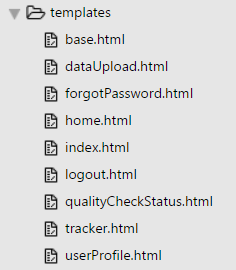 templates
base.html
dataUpload.html
forgotPassword.html
home.html
index.html
logout.html
qualityCheckStatus.html
tracker.html
userProfile.html